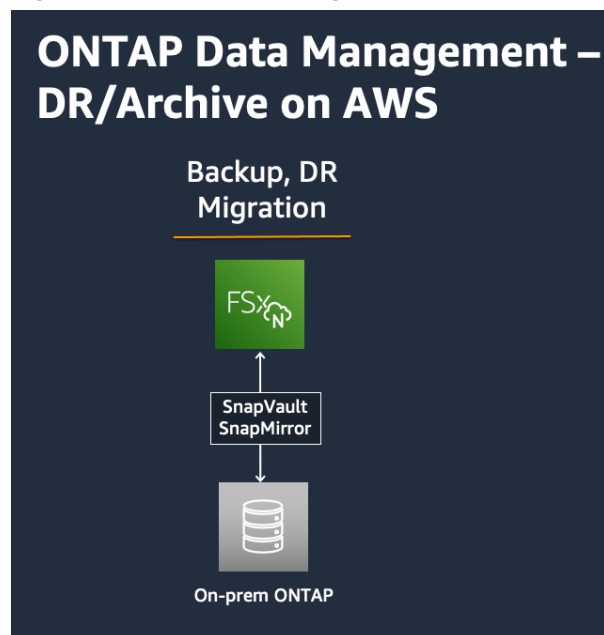 ONTAP Data Management –
DR/Archive on AWS
Backup, DR
Migration
FSx
N
SnapVault
SnapMirror
On-prem ONTAP